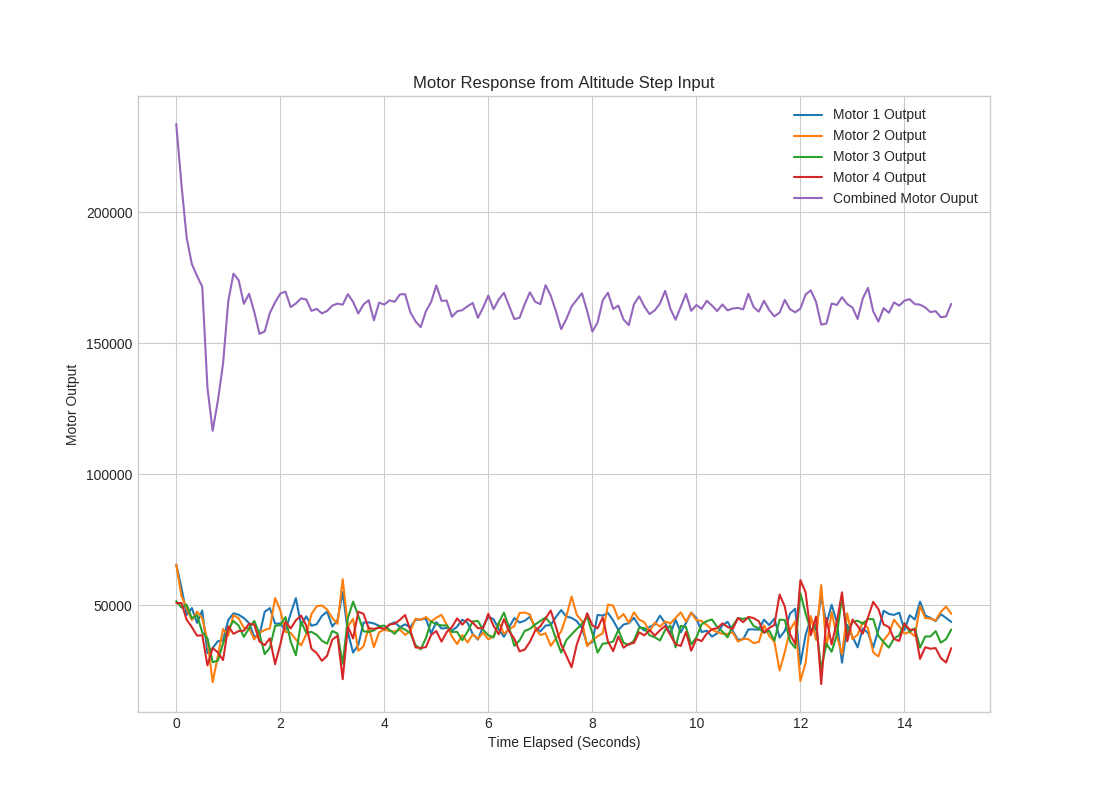 Motor Response from Altitude Step Input
Motor 1 Output
Motor 2 Output
Motor 3 Output
Motor 4 Output
Combined Motor Ouput
200000
150000
100000
50000
Motor Output
0 2 4 6 8 10 12 14
Time Elapsed (Seconds)